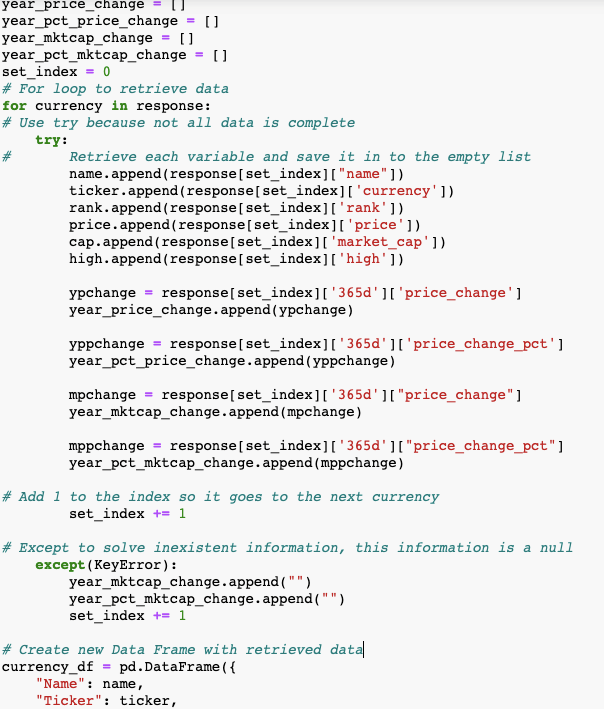 year_price_change = []
year_pct_price_change = []
year_mktcap_change = []
year_pct_mktcap_change = []
set_index = 0
# For loop to retrieve data
for currency in response:
# Use try because not all data is complete
    try:
#       Retrieve each variable and save it in to the empty list
        name.append(response[set_index]["name"])
        ticker.append(response[set_index]['currency'])
        rank.append(response[set_index]['rank'])
        price.append(response[set_index]['price'])
        cap.append(response[set_index]['market_cap'])
        high.append(response[set_index]['high'])

        ypchange = response[set_index]['365d']['price_change']
        year_price_change.append(ypchange)

        yppchange = response[set_index]['365d']['price_change_pct']
        year_pct_price_change.append(yppchange)

        mpchange = response[set_index]['365d']["price_change"]
        year_mktcap_change.append(mpchange)

        mppchange = response[set_index]['365d']["price_change_pct"]
        year_pct_mktcap_change.append(mppchange)

# Add 1 to the index so it goes to the next currency
        set_index += 1

# Except to solve inexistent information, this information is a null
    except(KeyError):
        year_mktcap_change.append("")
        year_pct_mktcap_change.append("")
        set_index += 1

# Create new Data Frame with retrieved data
currency_df = pd.DataFrame({
    "Name": name,
    "Ticker": ticker,